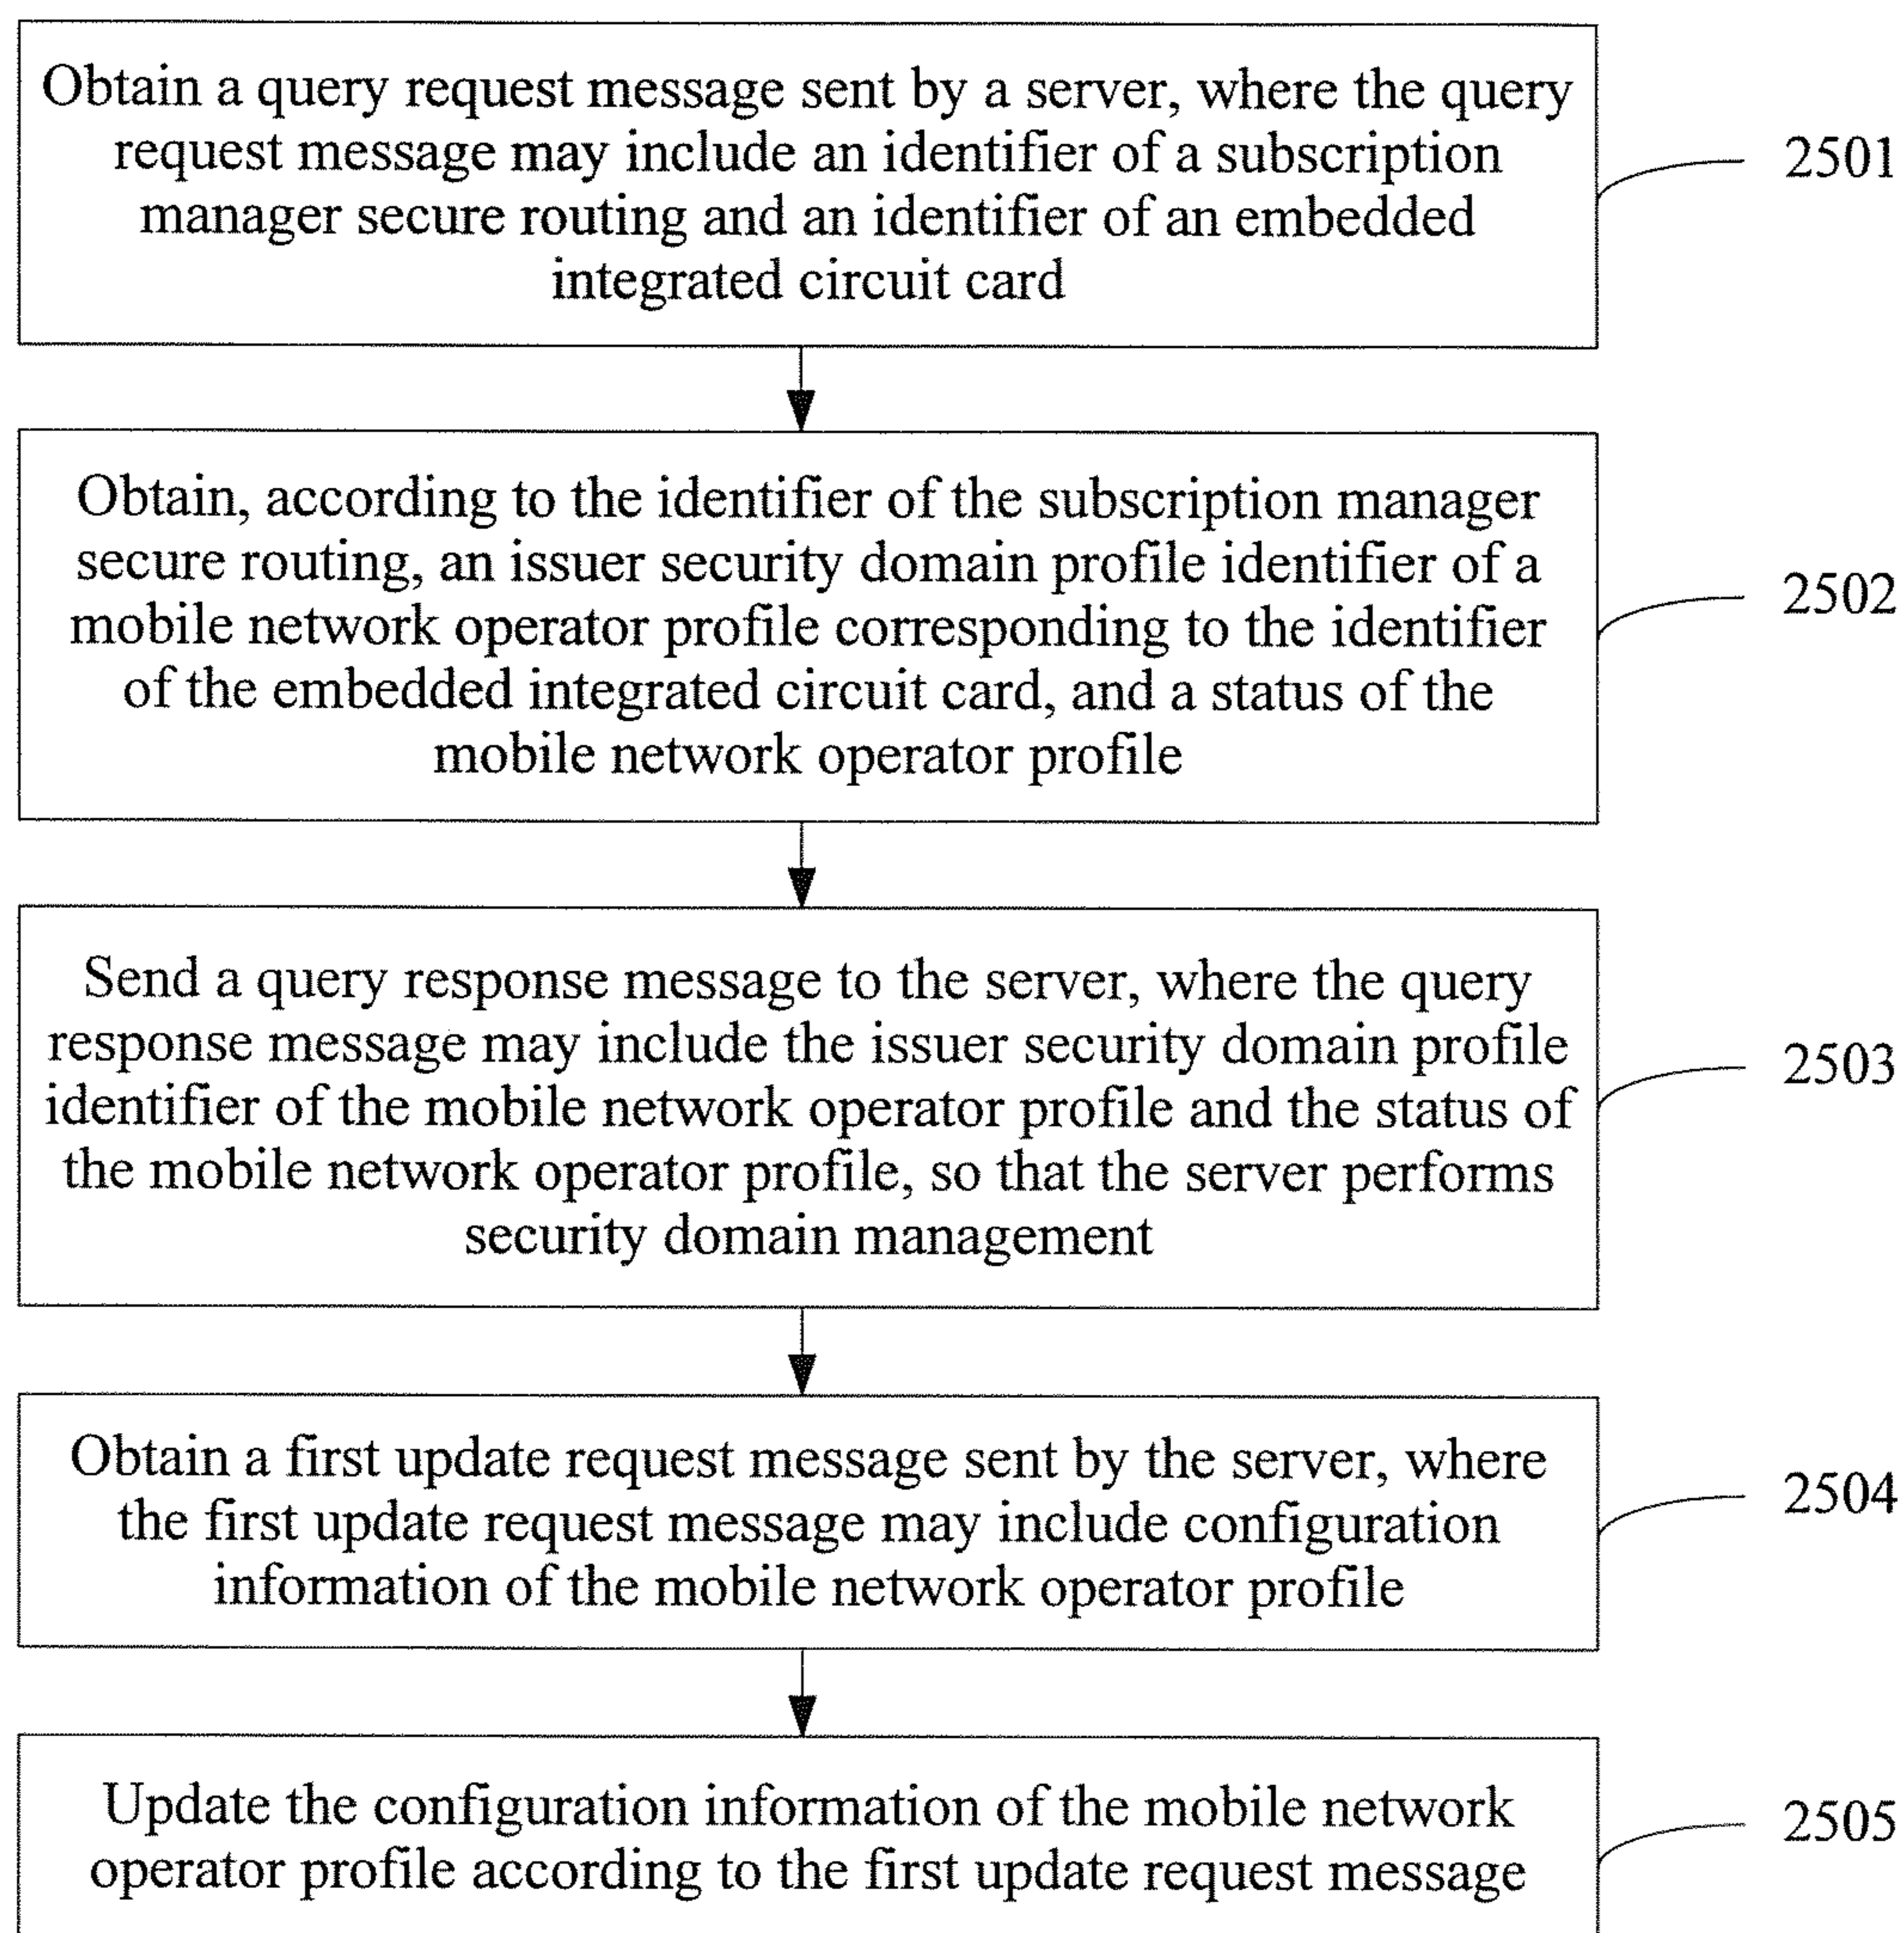 Obtain a query request message sent by a server, where the query
request message may include an identifier of a subscription
manager secure routing and an identifier of an embedded
integrated circuit card
2501
Obtain, according to the identifier of the subscription manager
secure routing, an issuer security domain profile identifier of a
mobile network operator profile corresponding to the identifier
of the embedded integrated circuit card, and a status of the
mobile network operator profile
2502
Send a query response message to the server, where the query
response message may include the issuer security domain profile
identifier of the mobile network operator profile and the status of
the mobile network operator profile, so that the server performs
security domain management
2503
Obtain a first update request message sent by the server, where
the first update request message may include configuration
information of the mobile network operator profile
2504
Update the configuration information of the mobile network
operator profile according to the first update request message
2505